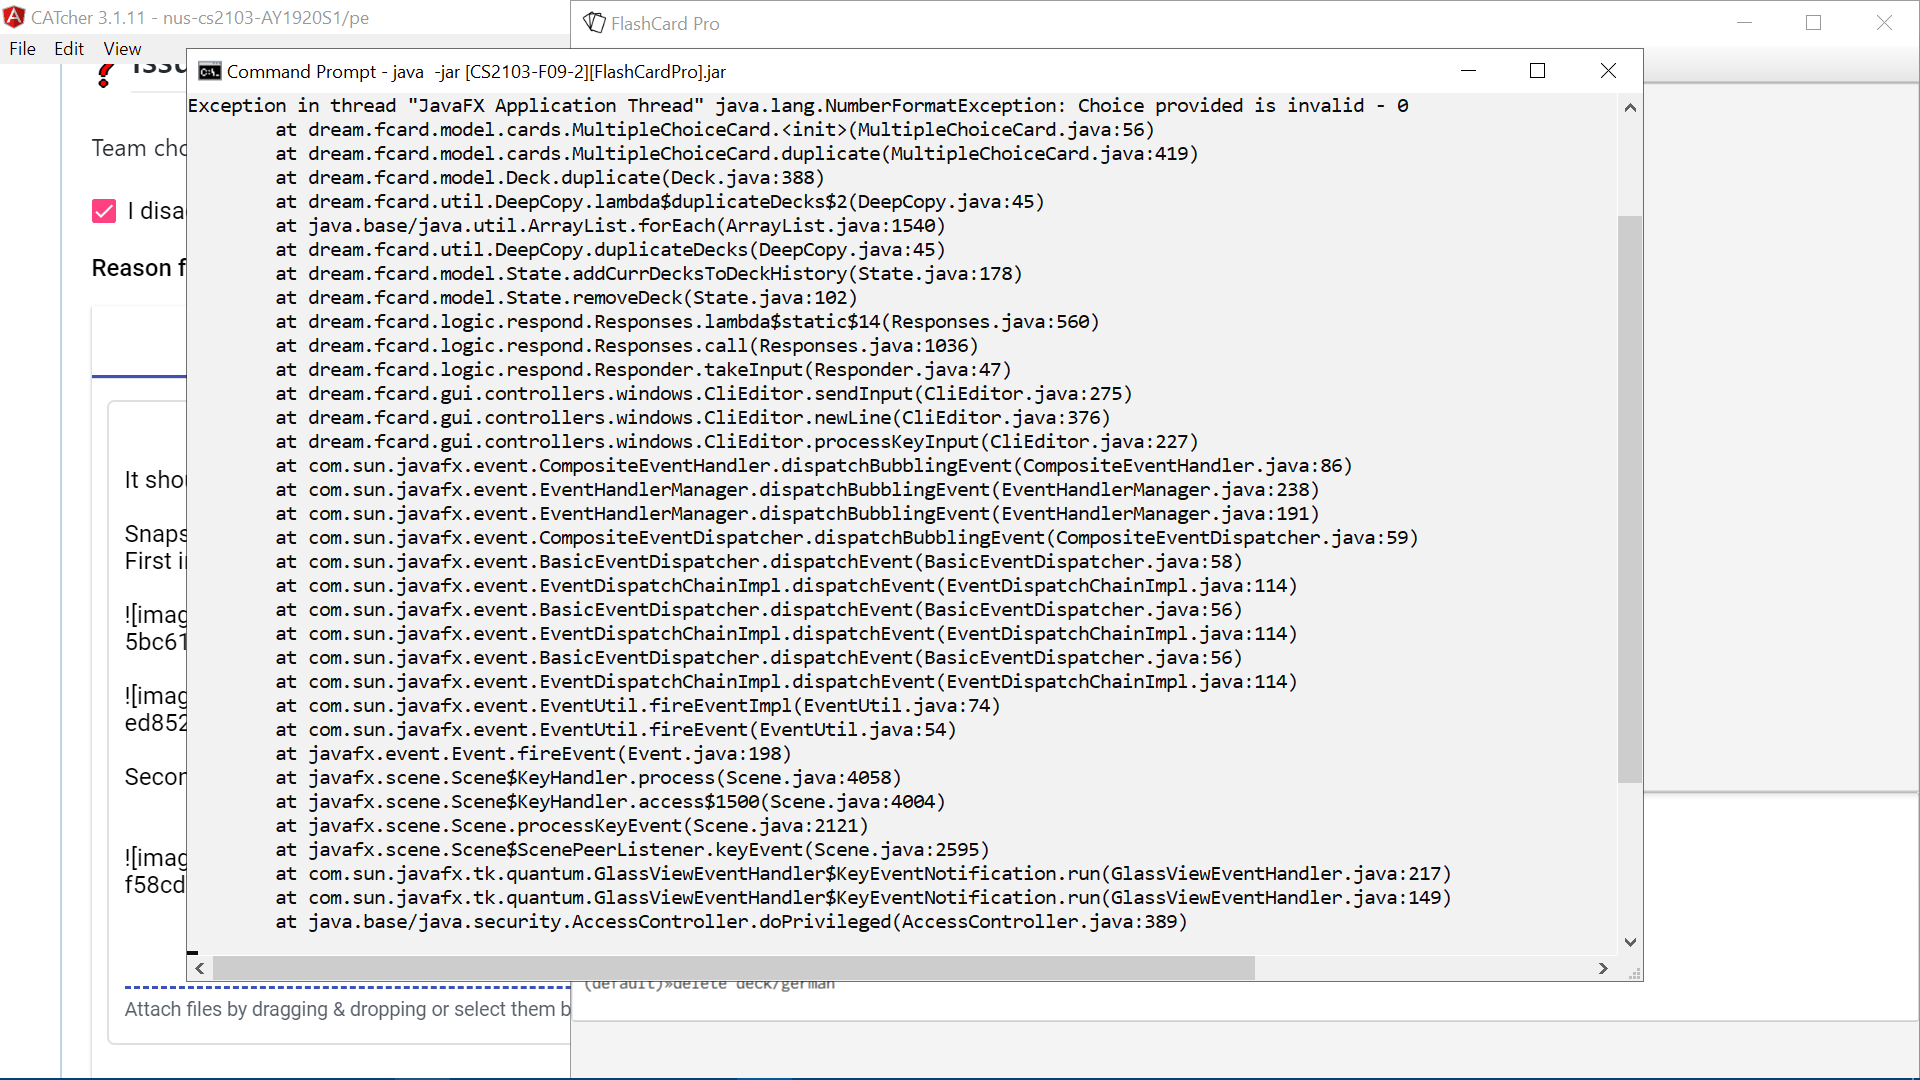 CATcher 3.1.11 - nus-cs2103-AY1920S1/pe
File Edit View
FlashCard Pro
Team cho
I disa
Reason f
It shou
Snaps
First i
![imag
5bc61
![imag
ed852
Secon
![imag
f58cd
Attach files by dragging & dropping or select them b
Command Prompt - java  -jar [CS2103-F09-2][FlashCardPro].jar
Exception in thread "JavaFX Application Thread" java.lang.NumberFormatException: Choice provided is invalid - 0
at dream.fcard.model.cards.MultipleChoiceCard.<init>(MultipleChoiceCard.java:56)
at dream.fcard.model.cards.MultipleChoiceCard.duplicate(MultipleChoiceCard.java:419)
at dream.fcard.model.Deck.duplicate(Deck.java:388)
at dream.fcard.util.DeepCopy.lambda$duplicateDecks$2(DeepCopy.java:45)
at java.base/java.util.ArrayList.forEach(ArrayList.java:1540)
at dream.fcard.util.DeepCopy.duplicateDecks(DeepCopy.java:45)
at dream.fcard.model.State.addCurrDecksToDeckHistory(State.java:178)
at dream.fcard.model.State.removeDeck(State.java:102)
at dream.fcard.logic.respond.Responses.lambda$static$14(Responses.java:560)
at dream.fcard.logic.respond.Responses.call(Responses.java:1036)
at dream.fcard.logic.respond.Responder.takeInput(Responder.java:47)
at dream.fcard.gui.controllers.windows.CliEditor.sendInput(CliEditor.java:275)
at dream.fcard.gui.controllers.windows.CliEditor.newLine(CliEditor.java:376)
at dream.fcard.gui.controllers.windows.CliEditor.processKeyInput(CliEditor.java:227)
at com.sun.javafx.event.CompositeEventHandler.dispatchBubblingEvent(CompositeEventHandler.java:86)
at com.sun.javafx.event.EventHandlerManager.dispatchBubblingEvent(EventHandlerManager.java:238)
at com.sun.javafx.event.EventHandlerManager.dispatchBubblingEvent(EventHandlerManager.java:191)
at com.sun.javafx.event.CompositeEventDispatcher.dispatchBubblingEvent(CompositeEventDispatcher.java:59)
at com.sun.javafx.event.BasicEventDispatcher.dispatchEvent(BasicEventDispatcher.java:58)
at com.sun.javafx.event.EventDispatchChainImpl.dispatchEvent(EventDispatchChainImpl.java:114)
at com.sun.javafx.event.BasicEventDispatcher.dispatchEvent(BasicEventDispatcher.java:56)
at com.sun.javafx.event.EventDispatchChainImpl.dispatchEvent(EventDispatchChainImpl.java:114)
at com.sun.javafx.event.BasicEventDispatcher.dispatchEvent(BasicEventDispatcher.java:56)
at com.sun.javafx.event.EventDispatchChainImpl.dispatchEvent(EventDispatchChainImpl.java:114)
at com.sun.javafx.event.EventUtil.fireEventImpl(EventUtil.java:74)
at com.sun.javafx.event.EventUtil.fireEvent(EventUtil.java:54)
at javafx.event.Event.fireEvent(Event.java:198)
at javafx.scene.Scene$KeyHandler.process(Scene.java:4058)
at javafx.scene.Scene$KeyHandler.access$1500(Scene.java:4004)
at javafx.scene.Scene.processKeyEvent(Scene.java:2121)
at javafx.scene.Scene$ScenePeerListener.keyEvent(Scene.java:2595)
at com.sun.javafx.tk.quantum.GlassViewEventHandler$KeyEventNotification.run(GlassViewEventHandler.java:217)
at com.sun.javafx.tk.quantum.GlassViewEventHandler$KeyEventNotification.run(GlassViewEventHandler.java:149)
at java.base/java.security.AccessController.doPrivileged(AccessController.java:389)
(default)»delete deck/german